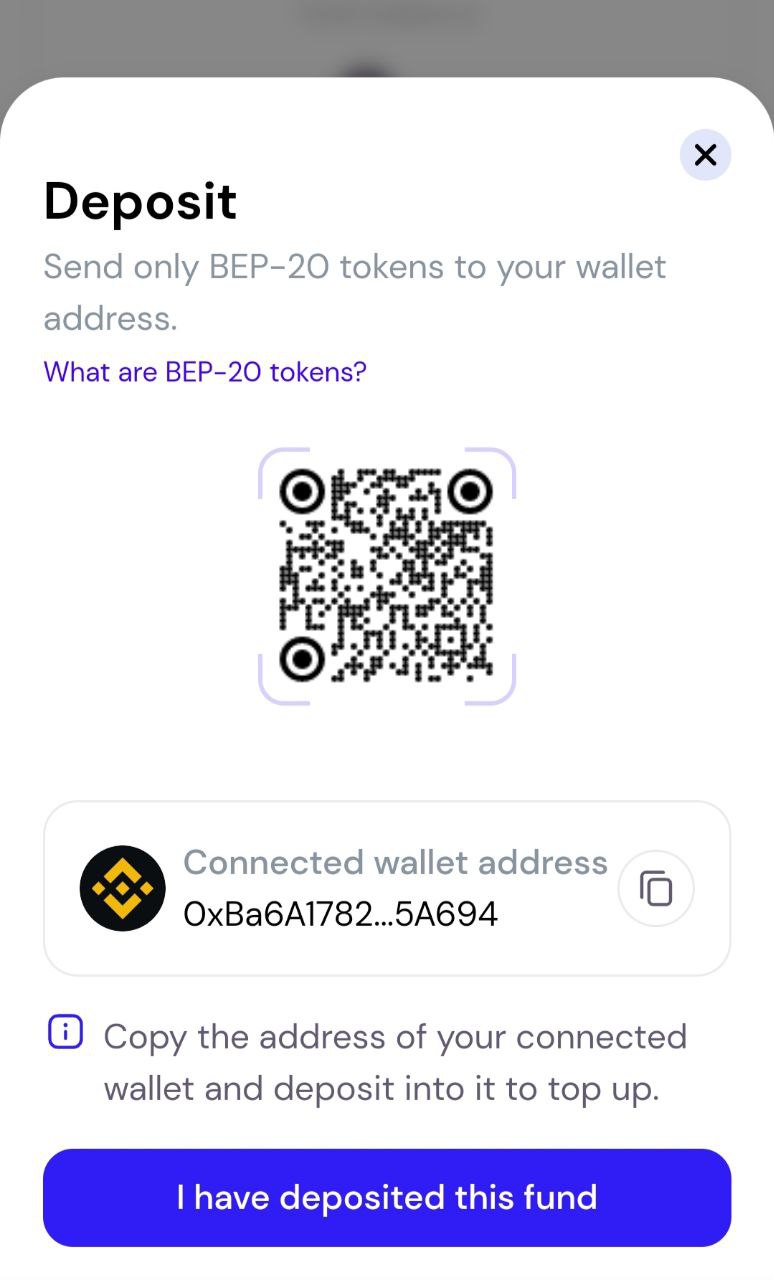 Deposit
Send only BEP-20 tokens to your wallet
address.
What are BEP-20 tokens?
Connected wallet address
0xBa6A1782...5A694
Copy the address of your connected
wallet and deposit into it to top up.
I have deposited this fund